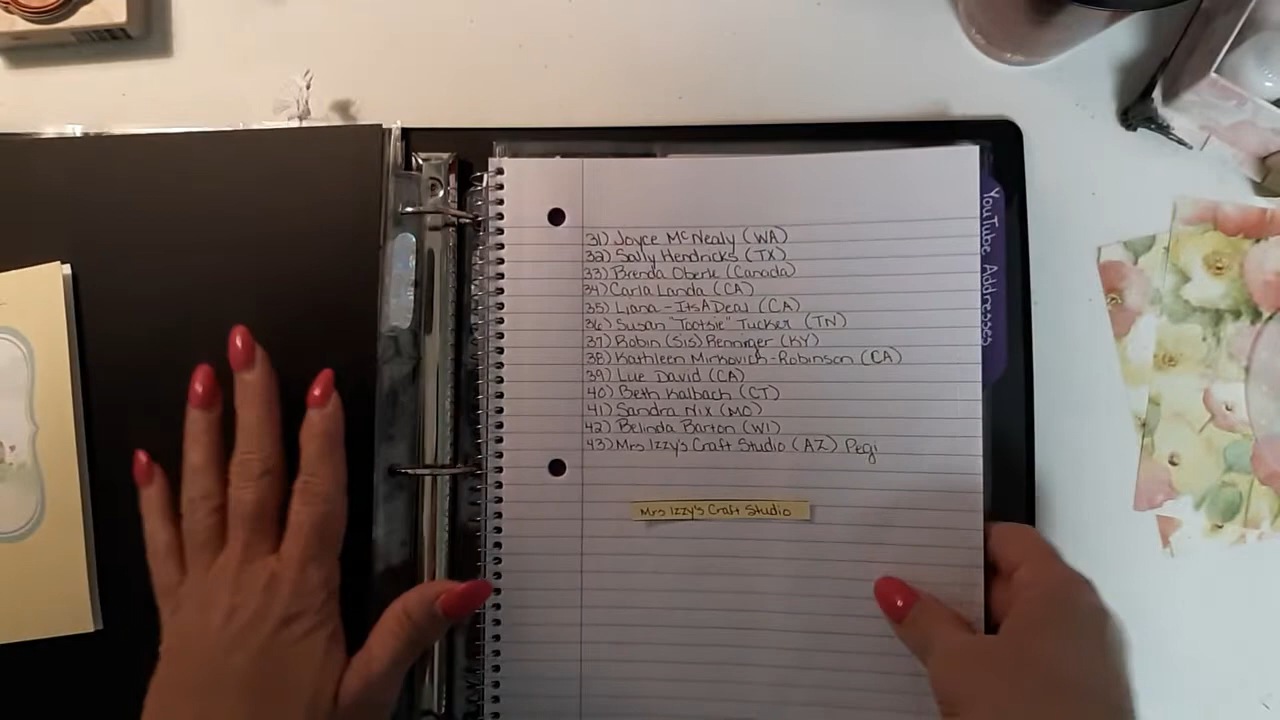 31) Joyce McNealy (WA)
32) Sally Hendricks (TX)
33) Brenda Oberle (Canada)
34) Carla Landa (CA)
35) Liana - ItsADeal (CA)
36) Susan "Tootsie" Tucker (TN)
37) Robin (Sis) Renninger (KY)
38) Kathleen Mirkovich-Robinson (CA)
39) Lue David (CA)
40) Beth Kalbach (CT)
41) Sandra Nix (MO)
42) Belinda Barton (WI)
43) Mrs Izzy's Craft Studio (AZ) Pegi
Mrs Izzy's Craft Studio
YouTube Addresses